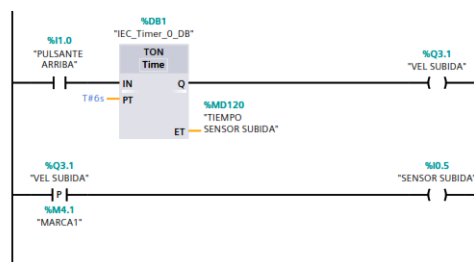 %DB1
%I1.0
"IEC_Timer_0_DB"
%Q3.1
"PULSANTE
ARRIBA"
TON
Time
"VEL SUBIDA"
IN
Q
T#6s
PT
%MD120
"TIEMPO
SENSOR SUBIDA"
ET
%Q3.1
%I0.5
"VEL SUBIDA"
"SENSOR SUBIDA"
P
%M4.1
"MARCA1"